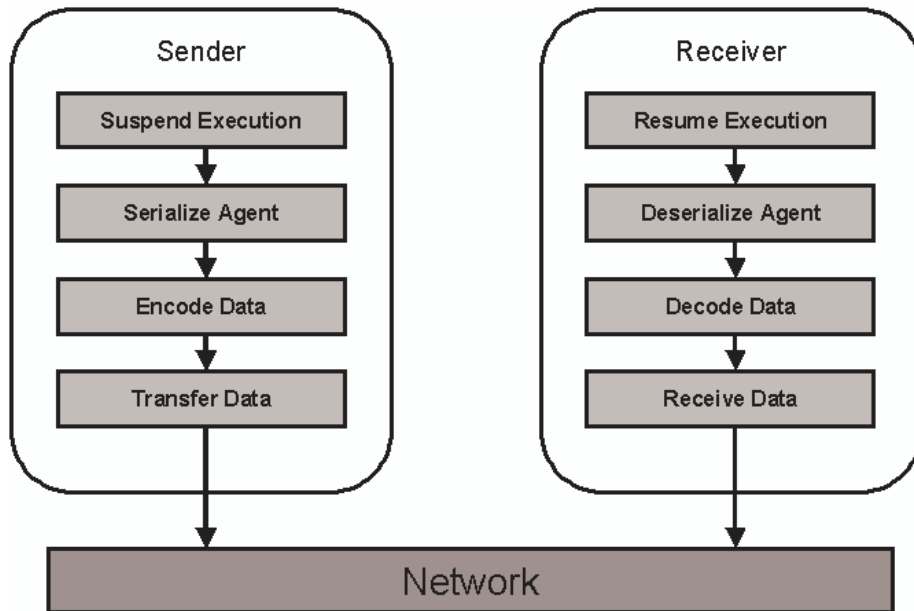 Sender
Suspend Execution
Serialize Agent
Encode Data
Transfer Data
Receiver
Resume Execution
Deserialize Agent
Decode Data
Receive Data
Network